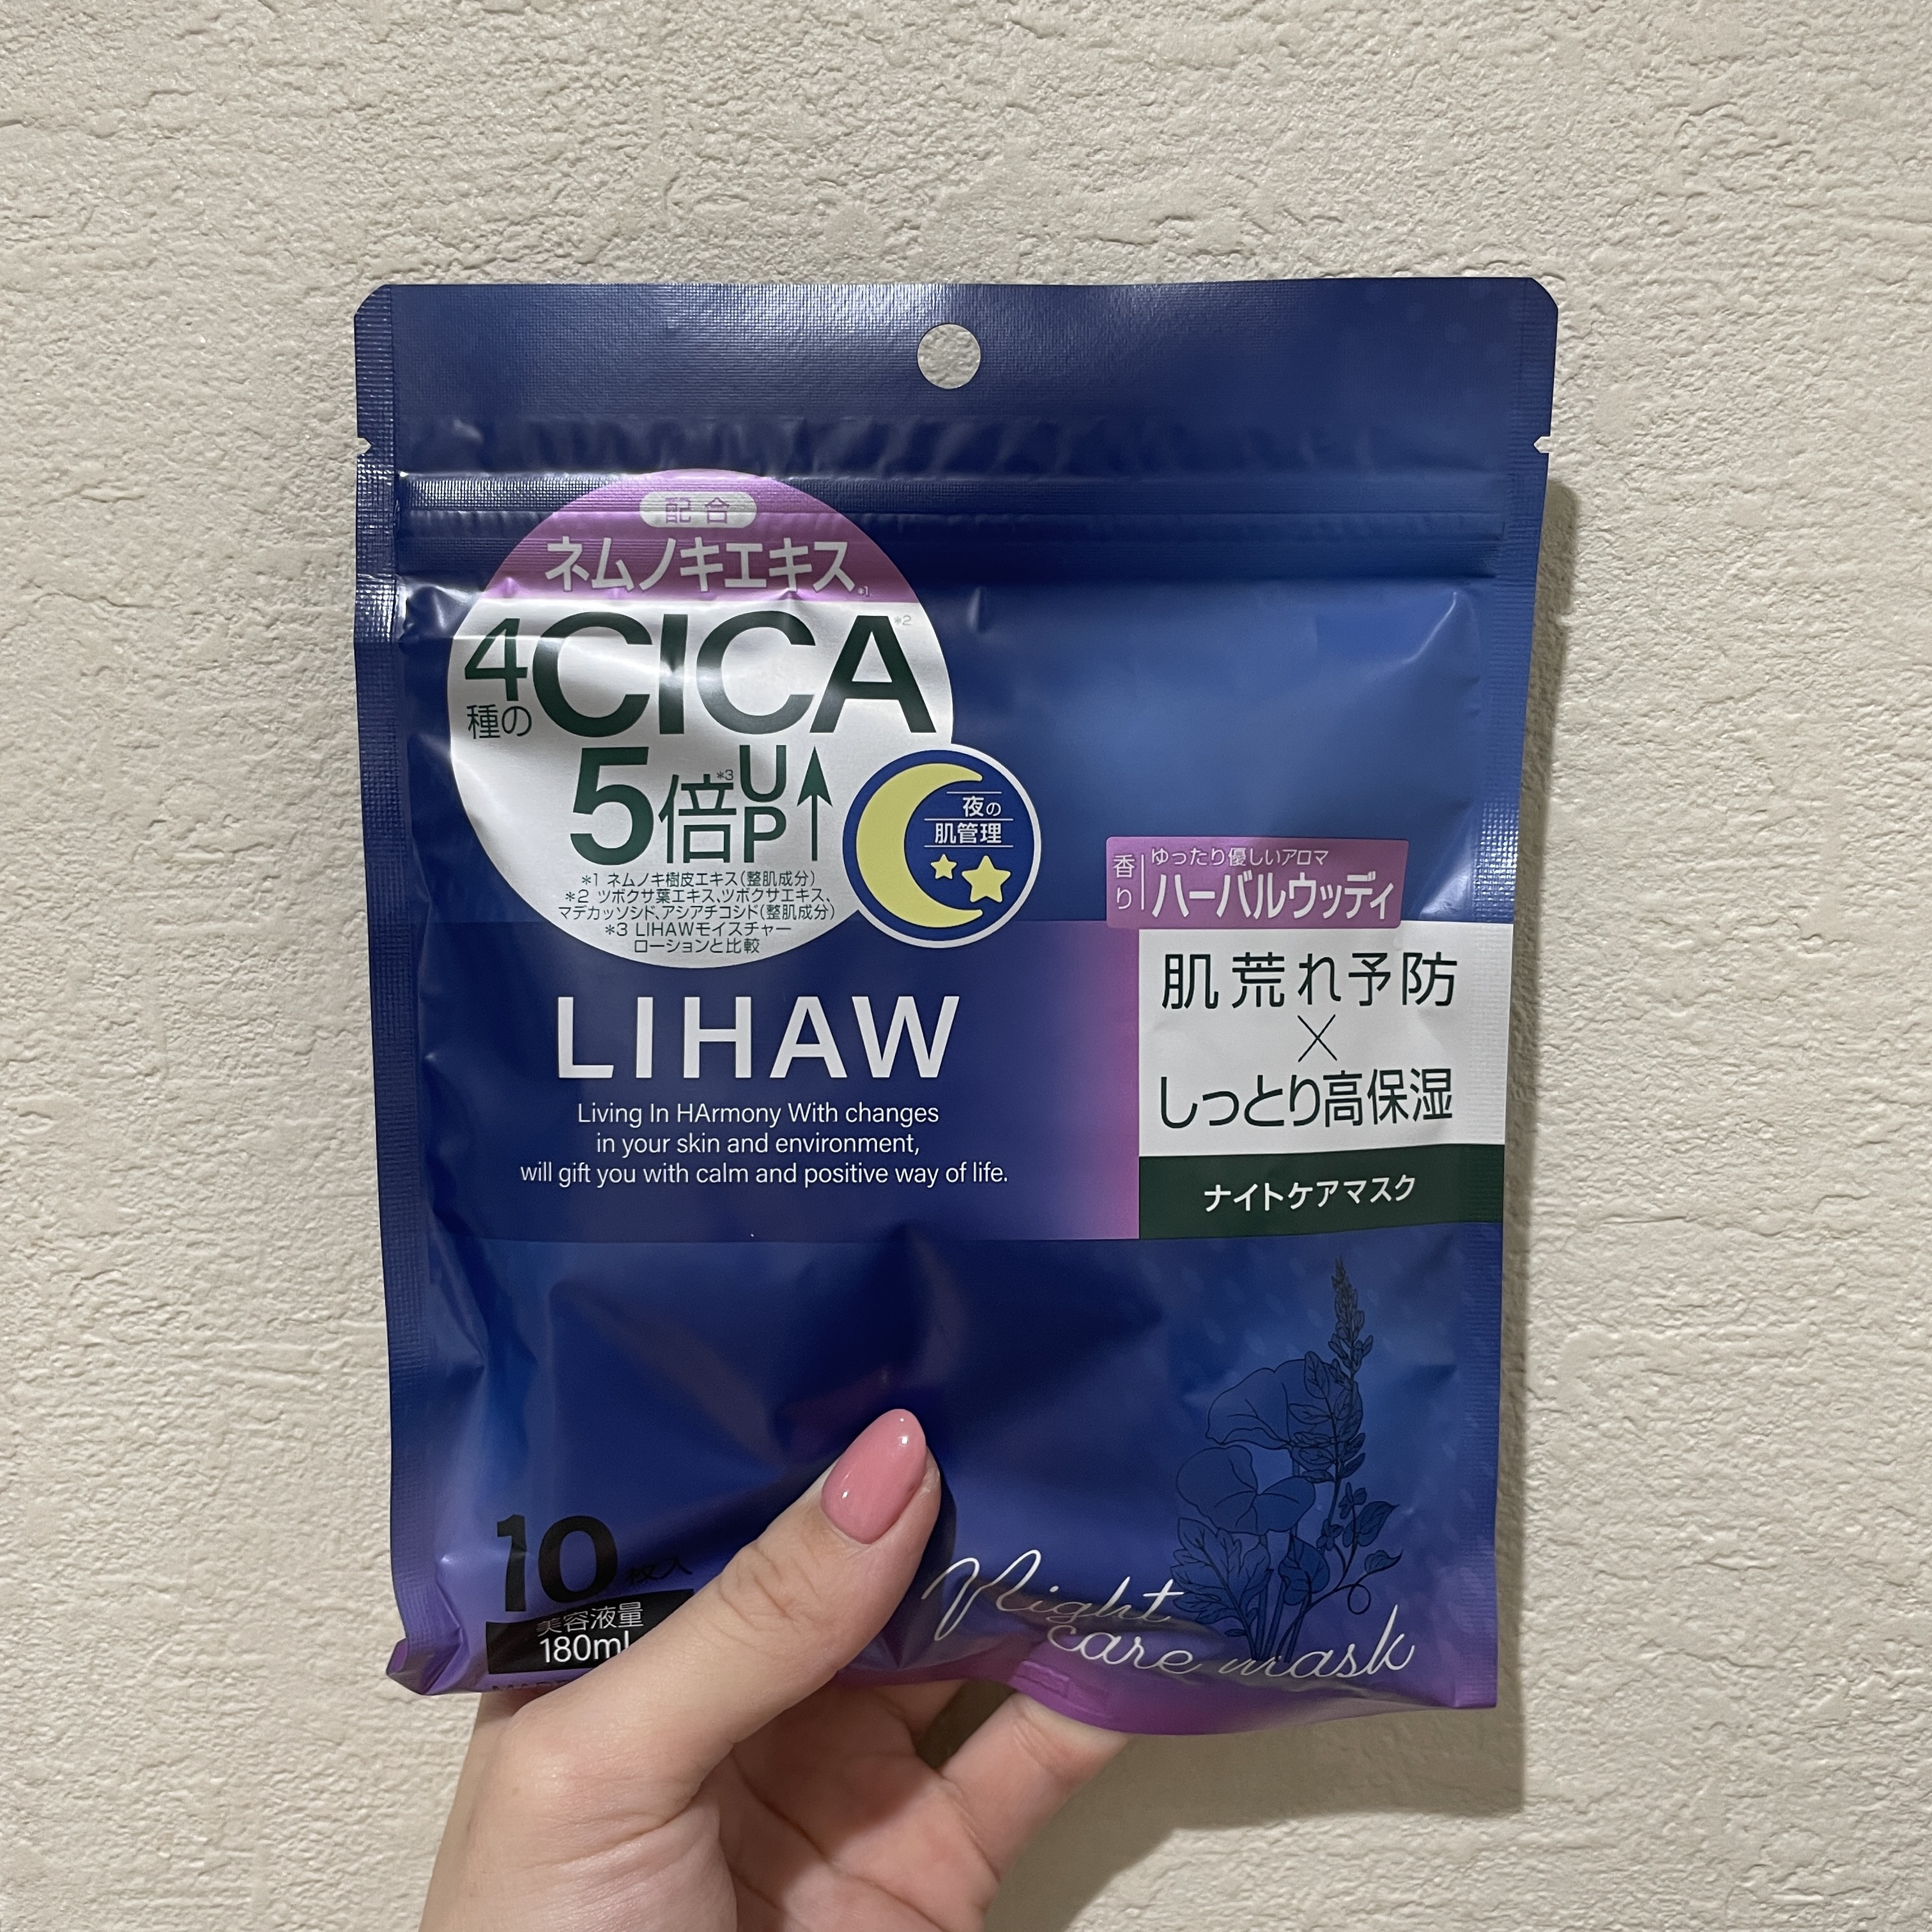 配合
ネムノキエキス*1
4種のCICA*2
5倍*3UP
*1 ネムノキ樹皮エキス(整肌成分)
*2 ツボクサ葉エキス、ツボクサエキス、
マデカッソシド、アシアチコシド(整肌成分)
*3 LIHAWモイスチャー
ローションと比較
夜の
肌管理
香り
ゆったり優しいアロマ
ハーバルウッディ
肌荒れ予防
×
しっとり高保湿
ナイトケアマスク
LIHAW
Living In HArmony With changes
in your skin and environment,
will gift you with calm and positive way of life.
10枚入
美容液量
180ml
Night
care mask